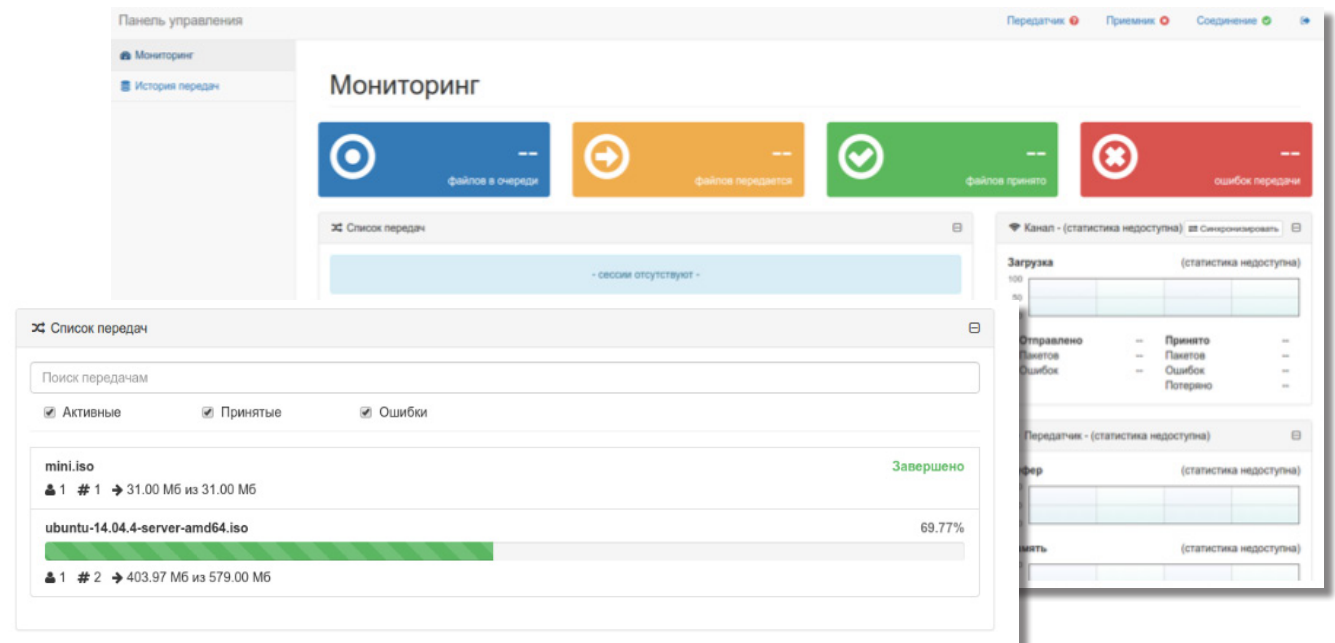 Панель управления
Передатчик
Приемник
Соединение
Мониторинг
История передач
Мониторинг
--
файлов в очереди
--
файлов передается
--
файлов принято
--
ошибок передачи
Список передач
- сессии отсутствуют -
Канал - (статистика недоступна) Синхронизировать
Загрузка (статистика недоступна)
100
50
Отправлено -- Принято --
Пакетов -- Пакетов --
Ошибок -- Ошибок --
Потеряно --
Передатчик - (статистика недоступна)
(статистика недоступна)
(статистика недоступна)
Список передач
Поиск передачам
Активные Принятые Ошибки
mini.iso Завершено
1 # 1 31.00 Мб из 31.00 Мб
ubuntu-14.04.4-server-amd64.iso 69.77%
1 # 2 403.97 Мб из 579.00 Мб